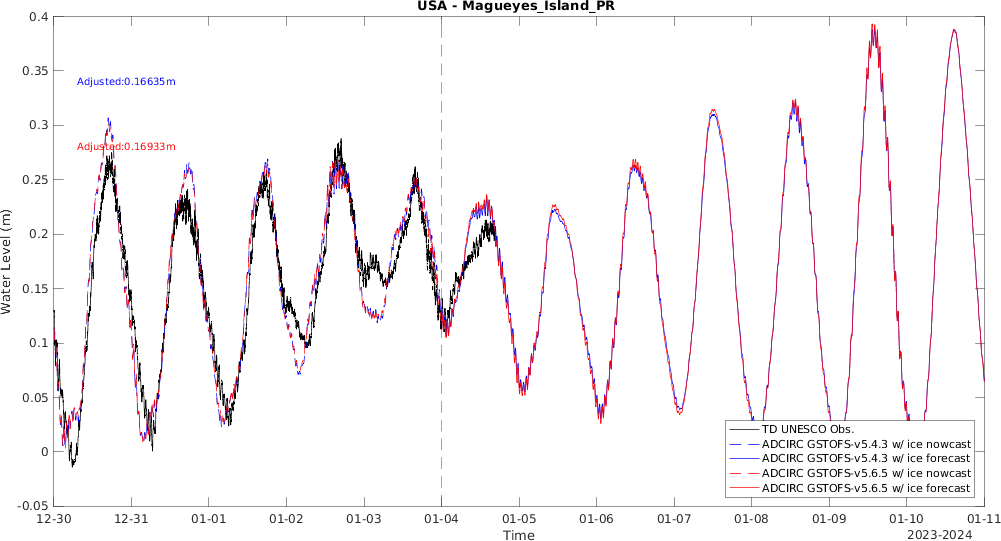 USA - Magueyes_Island_PR
0.4
0.35
0.3
0.25
0.2
0.15
0.1
0.05
0
-0.05
Water Level (m)
Adjusted:0.16635m
Adjusted:0.16933m
TD UNESCO Obs.
ADCIRC GSTOFS-v5.4.3 w/ ice nowcast
ADCIRC GSTOFS-v5.4.3 w/ ice forecast
ADCIRC GSTOFS-v5.6.5 w/ ice nowcast
ADCIRC GSTOFS-v5.6.5 w/ ice forecast
12-30 12-31 01-01 01-02 01-03 01-04 01-05 01-06 01-07 01-08 01-09 01-10 01-11
Time
2023-2024